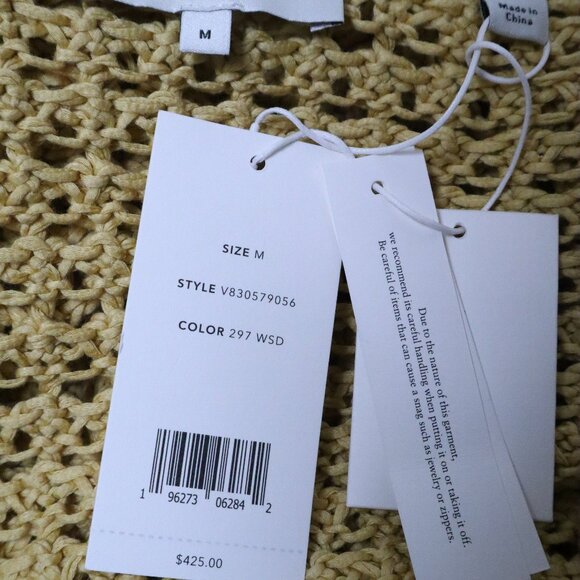 M
Made in
China
SIZE M
STYLE V830579056
COLOR 297 WSD
1 96273 06284 2
$425.00
Due to the nature of this garment,
we recommend its careful handling when putting it on or taking it off.
Be careful of items that can cause a snag such as jewelry or zippers.